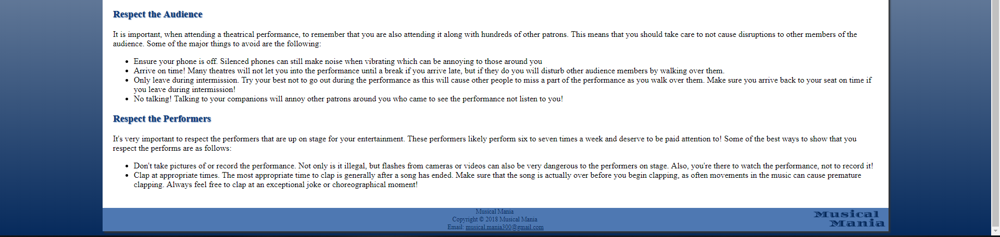 Respect the Audience
It is important, when attending a theatrical performance, to remember that you are also attending it along with hundreds of other patrons. This means that you should take care to not cause disruptions to other members of the
audience. Some of the major things to avoid are the following:
Ensure your phone is off. Silenced phones can still make noise when vibrating which can be annoying to those around you
Arrive on time! Many theatres will not let you into the performance until a break if you arrive late, but if they do you will disturb other audience members by walking over them.
Only leave during intermission. Try your best not to go out during the performance as this will cause other people to miss a part of the performance as you walk over them. Make sure you arrive back to your seat on time if
you leave during intermission!
No talking! Talking to your companions will annoy other patrons around you who came to see the performance not listen to you!
Respect the Performers
It's very important to respect the performers that are up on stage for your entertainment. These performers likely perform six to seven times a week and deserve to be paid attention to! Some of the best ways to show that you
respect the performs are as follows:
Don't take pictures of or record the performance. Not only is it illegal, but flashes from cameras or videos can also be very dangerous to the performers on stage. Also, you're there to watch the performance, not to record it!
Clap at appropriate times. The most appropriate time to clap is generally after a song has ended. Make sure that the song is actually over before you begin clapping, as often movements in the music can cause premature
clapping. Always feel free to clap at an exceptional joke or choreographical moment!
Musical Mania
Copyright © 2018 Musical Mania
Email: musical.mania300@gmail.com
Musical
Mania